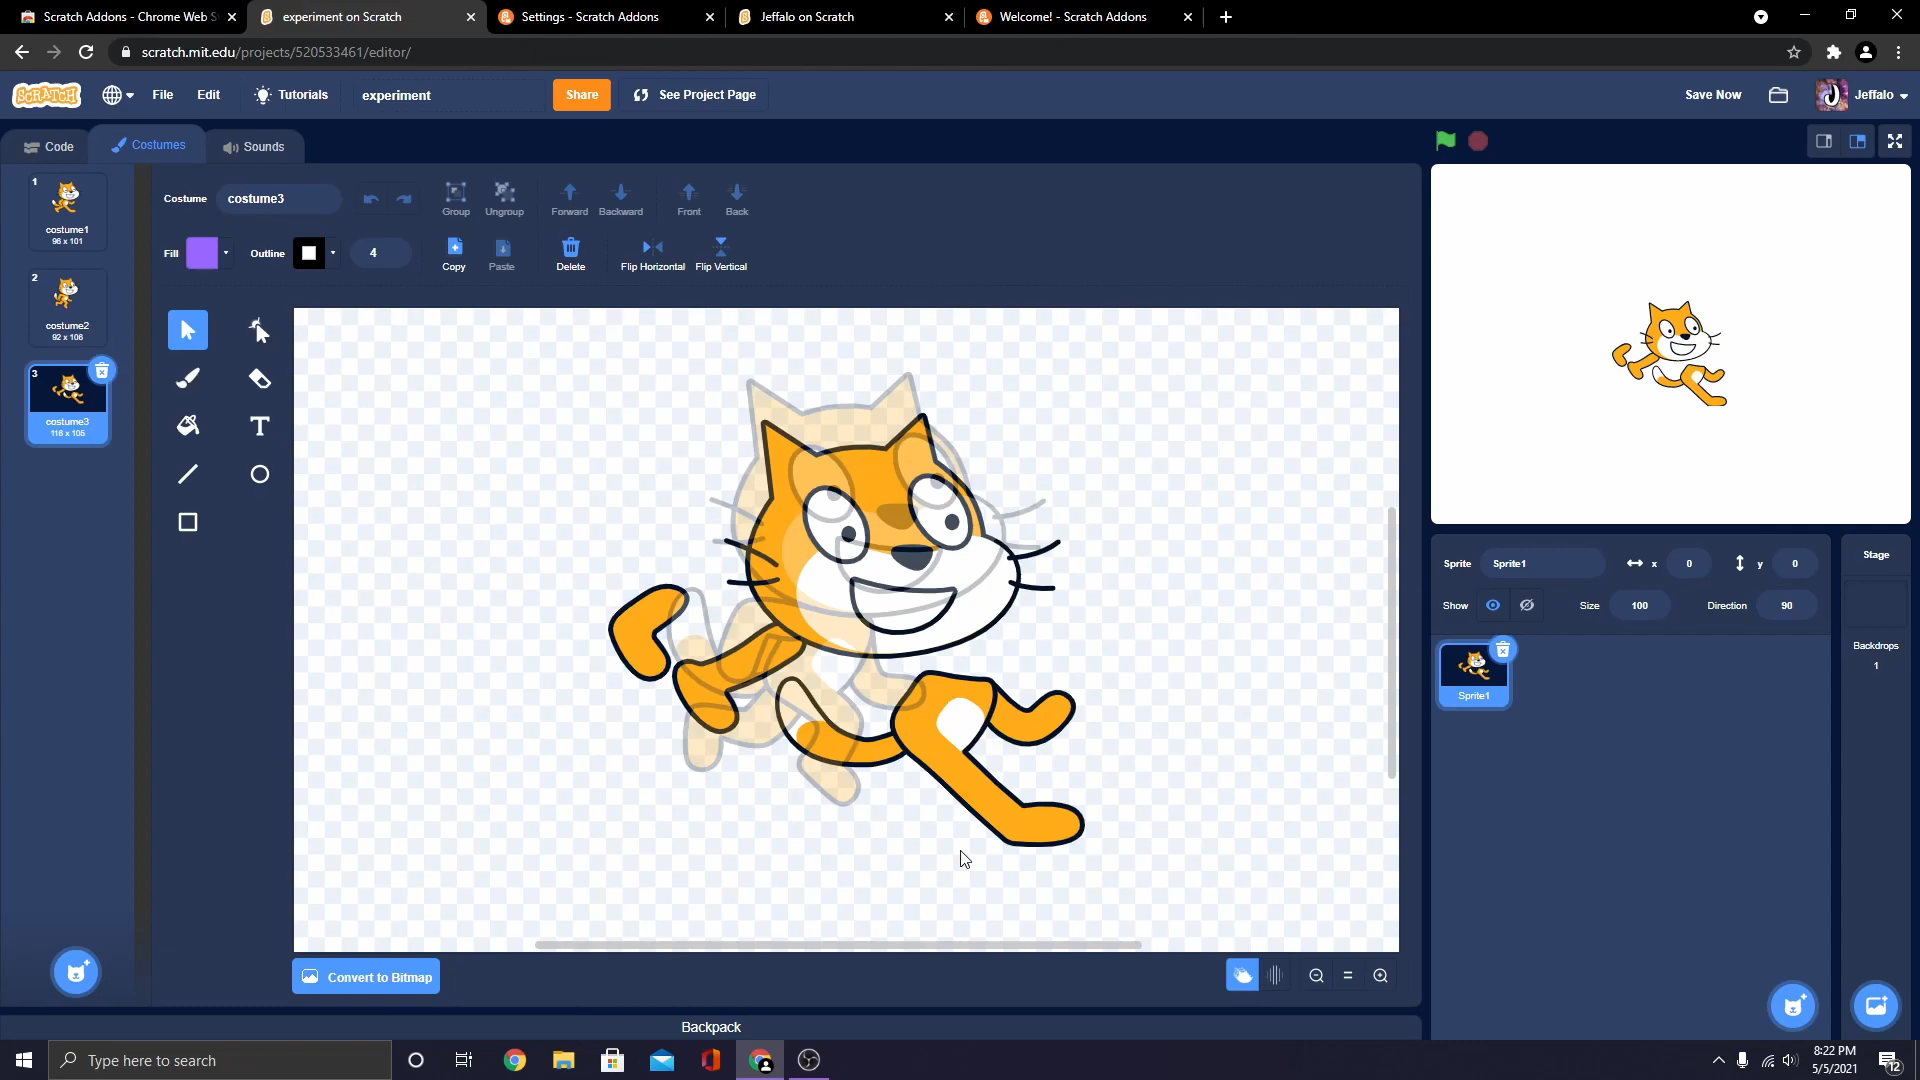 Scratch Addons - Chrome Web S
experiment on Scratch
Settings - Scratch Addons
Jeffalo on Scratch
Welcome! - Scratch Addons
scratch.mit.edu/projects/520533461/editor/
SCRATCH
File
Edit
Tutorials
experiment
Share
See Project Page
Save Now
Jeffalo
Code
Costumes
Sounds
1
costume1
96 x 101
2
costume2
92 x 106
3
costume3
116 x 105
Costume
costume3
Group
Ungroup
Forward
Backward
Front
Back
Fill
Outline
4
Copy
Paste
Delete
Flip Horizontal
Flip Vertical
T
Convert to Bitmap
Backpack
Sprite
Sprite1
x
0
y
0
Show
Size
100
Direction
90
Sprite1
Stage
Backdrops
1
Type here to search
8:22 PM
5/5/2021
12